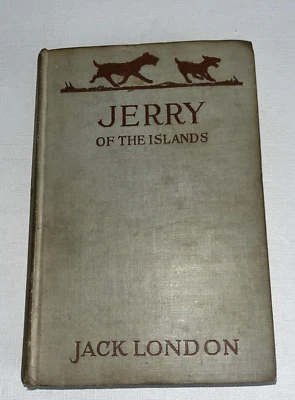 JERRY
OF THE ISLANDS
JACK LONDON